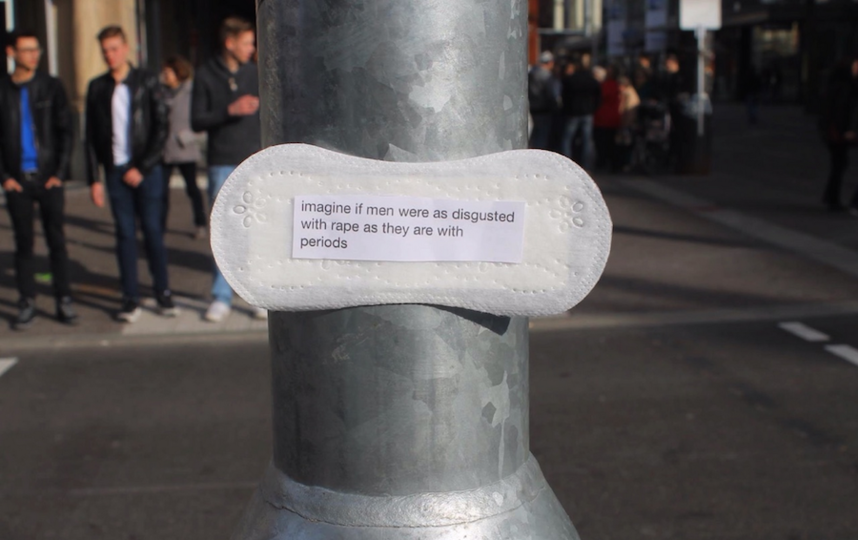 imagine if men were as disgusted
with rape as they are with
periods